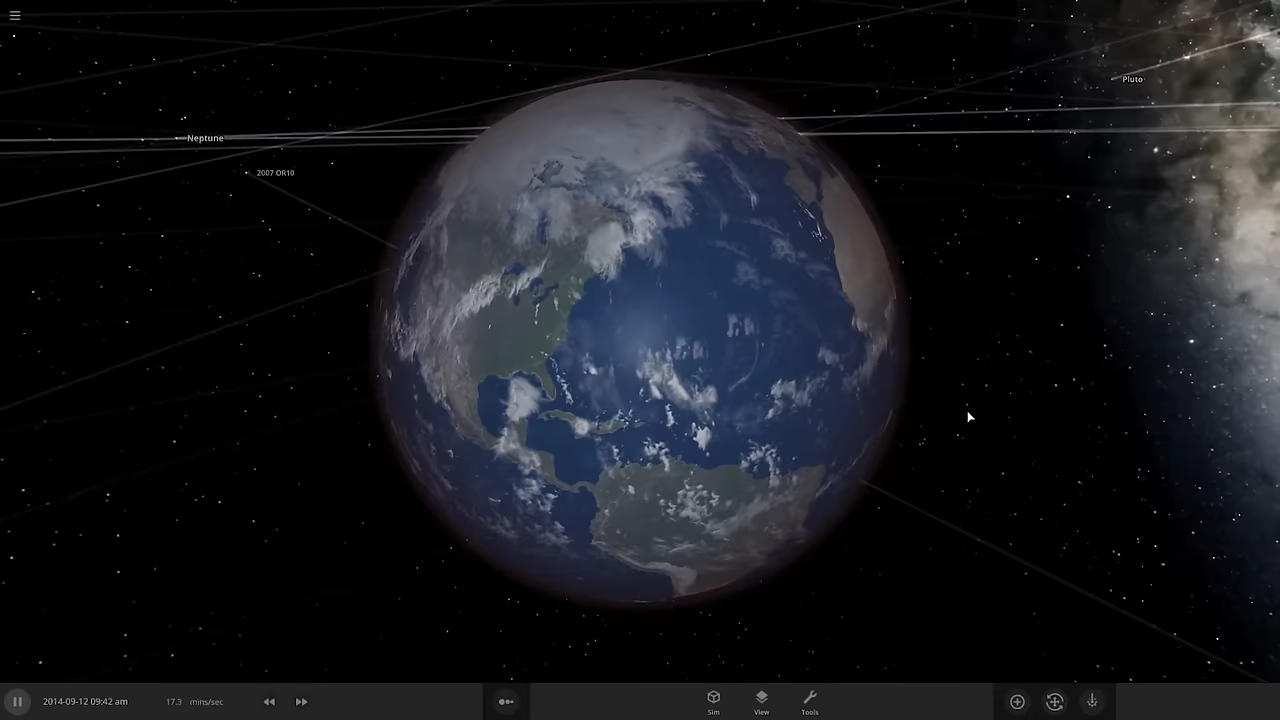 Pluto
Neptune
2007 OR10
2014-09-12 09:42 am
17.3 mins/sec
Sim
View
Tools